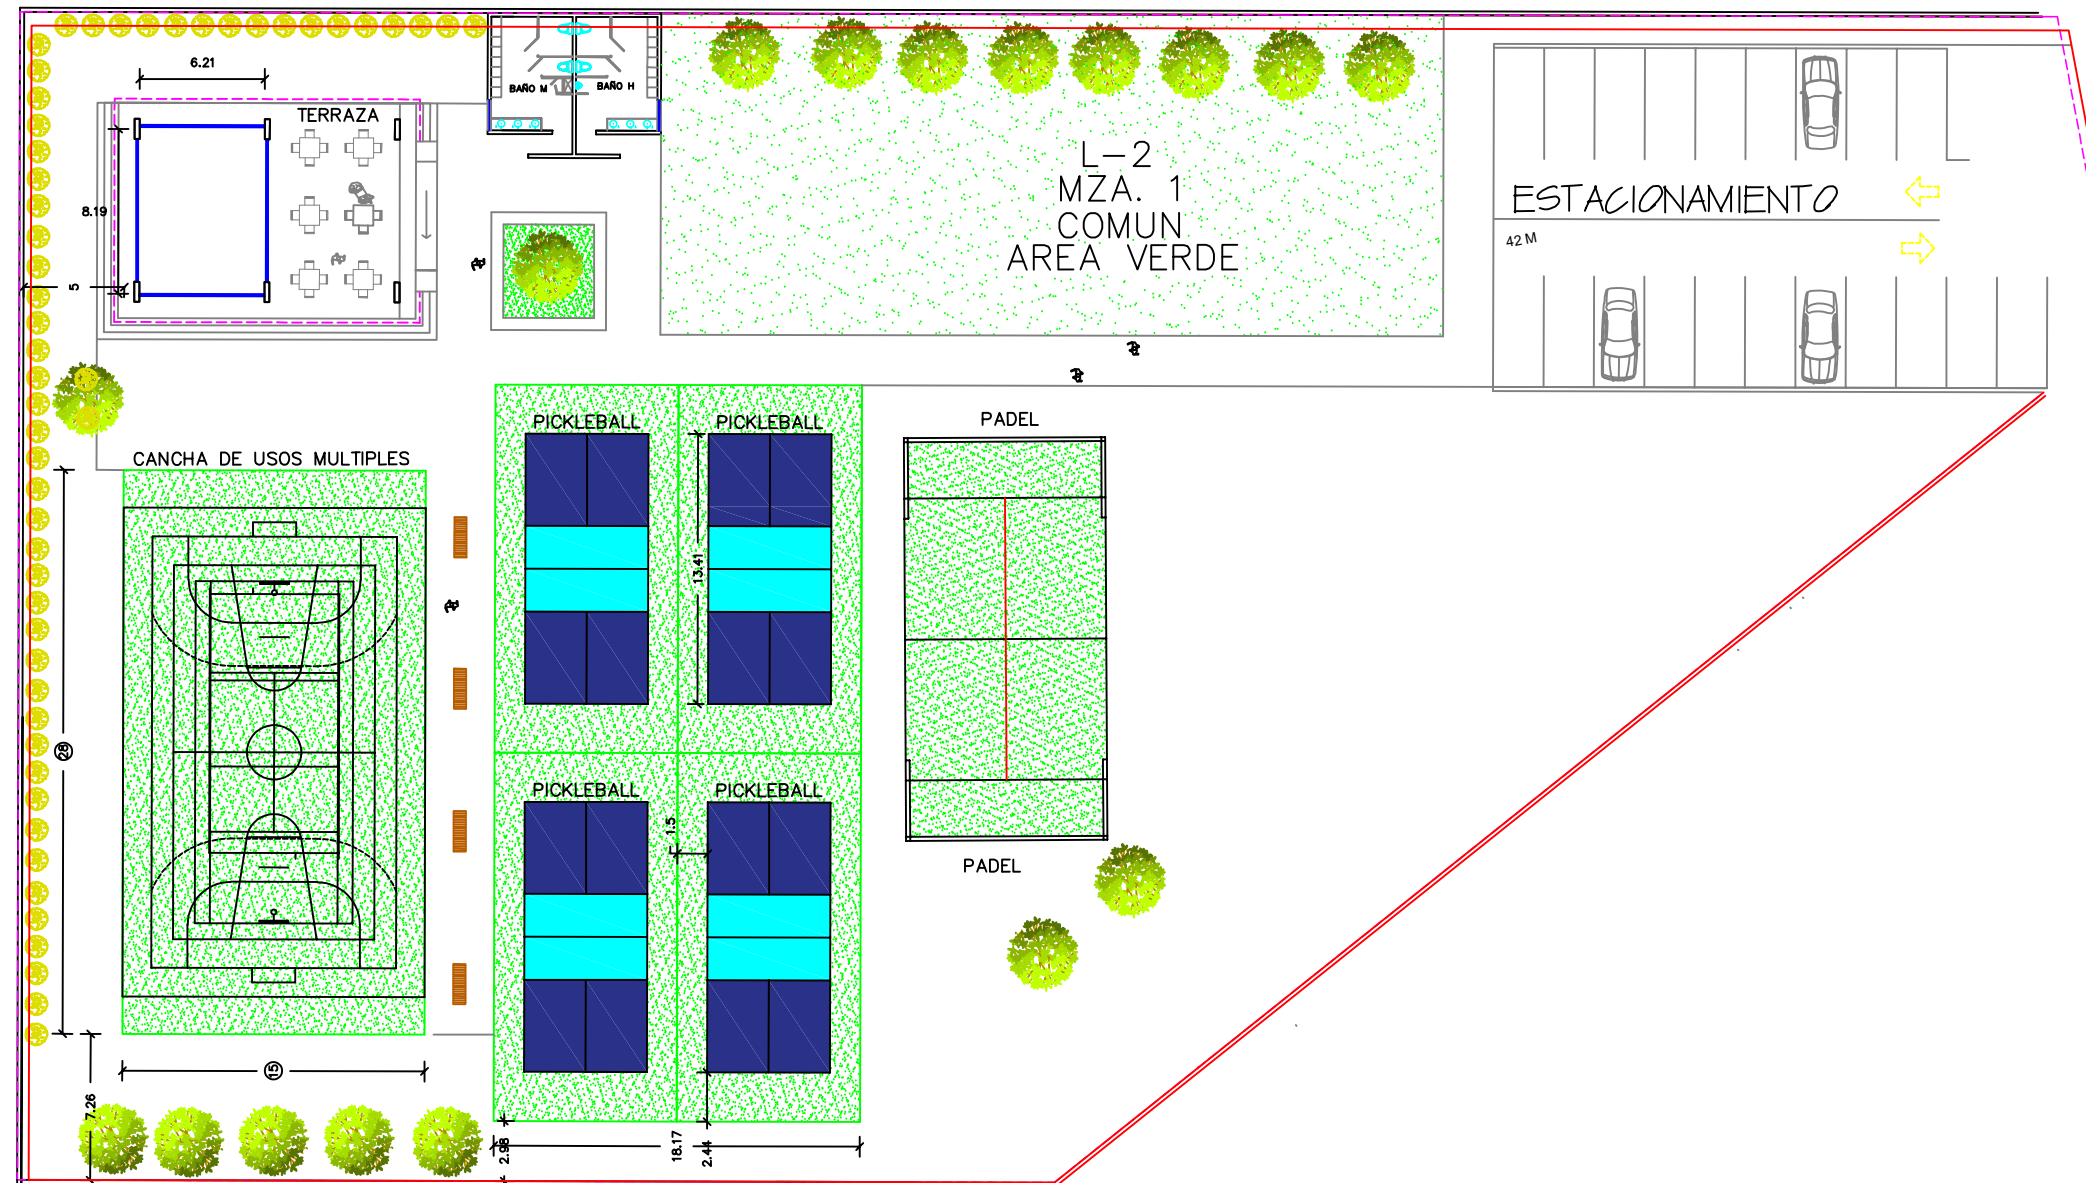 6.21
TERRAZA
BAÑO M
BAÑO H
8.19
5
L-2
MZA. 1
COMUN
AREA VERDE
ESTACIONAMIENTO
42 M
PICKLEBALL
PICKLEBALL
PADEL
CANCHA DE USOS MULTIPLES
13.41
28
PICKLEBALL
PICKLEBALL
1.5
PADEL
15
7.26
2.98
18.17
2.44